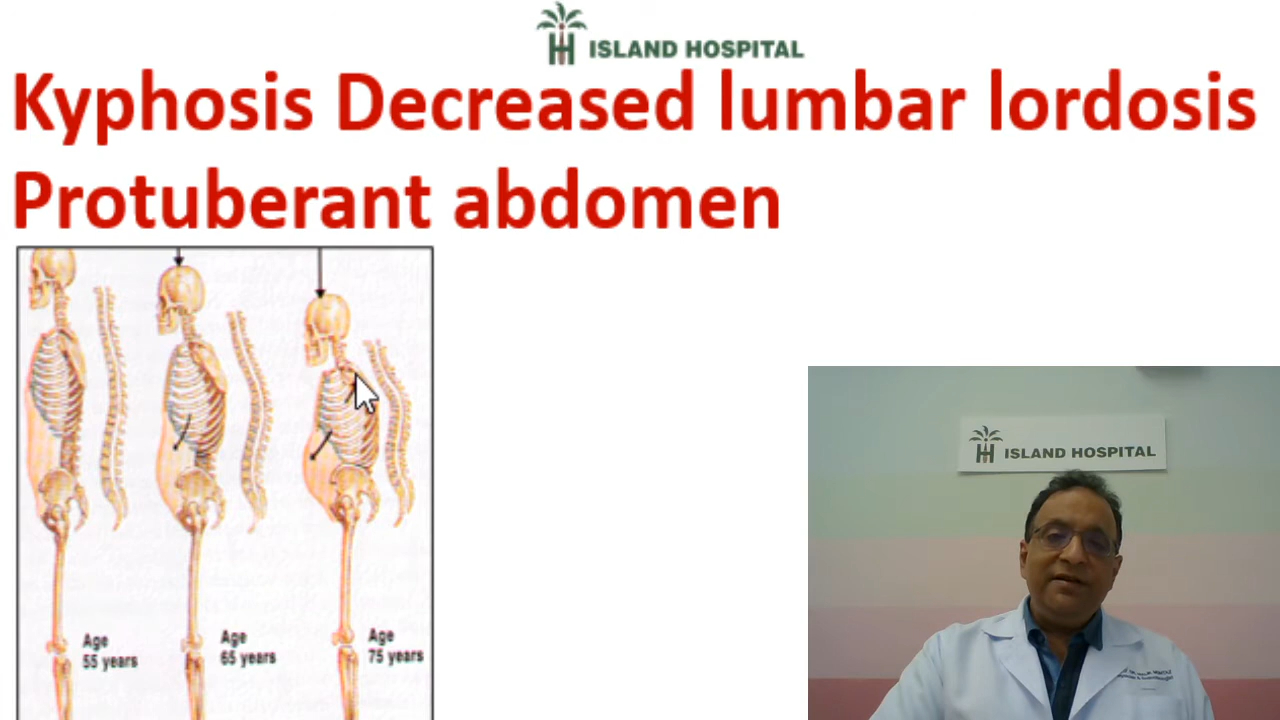 ISLAND HOSPITAL
Kyphosis Decreased lumbar lordosis
Protuberant abdomen
Age
55 years
Age
65 years
Age
75 years
ISLAND HOSPITAL